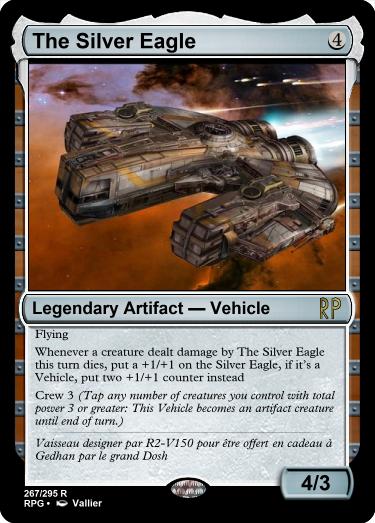 The Silver Eagle 4
Legendary Artifact — Vehicle RP
Flying
Whenever a creature dealt damage by The Silver Eagle
this turn dies, put a +1/+1 on the Silver Eagle, if it's a
Vehicle, put two +1/+1 counter instead
Crew 3 (Tap any number of creatures you control with total
power 3 or greater: This Vehicle becomes an artifact creature
until end of turn.)
Vaisseau designer par R2-V150 pour être offert en cadeau à
Gedhan par le grand Dosh
4/3
267/295 R
RPG • Vallier